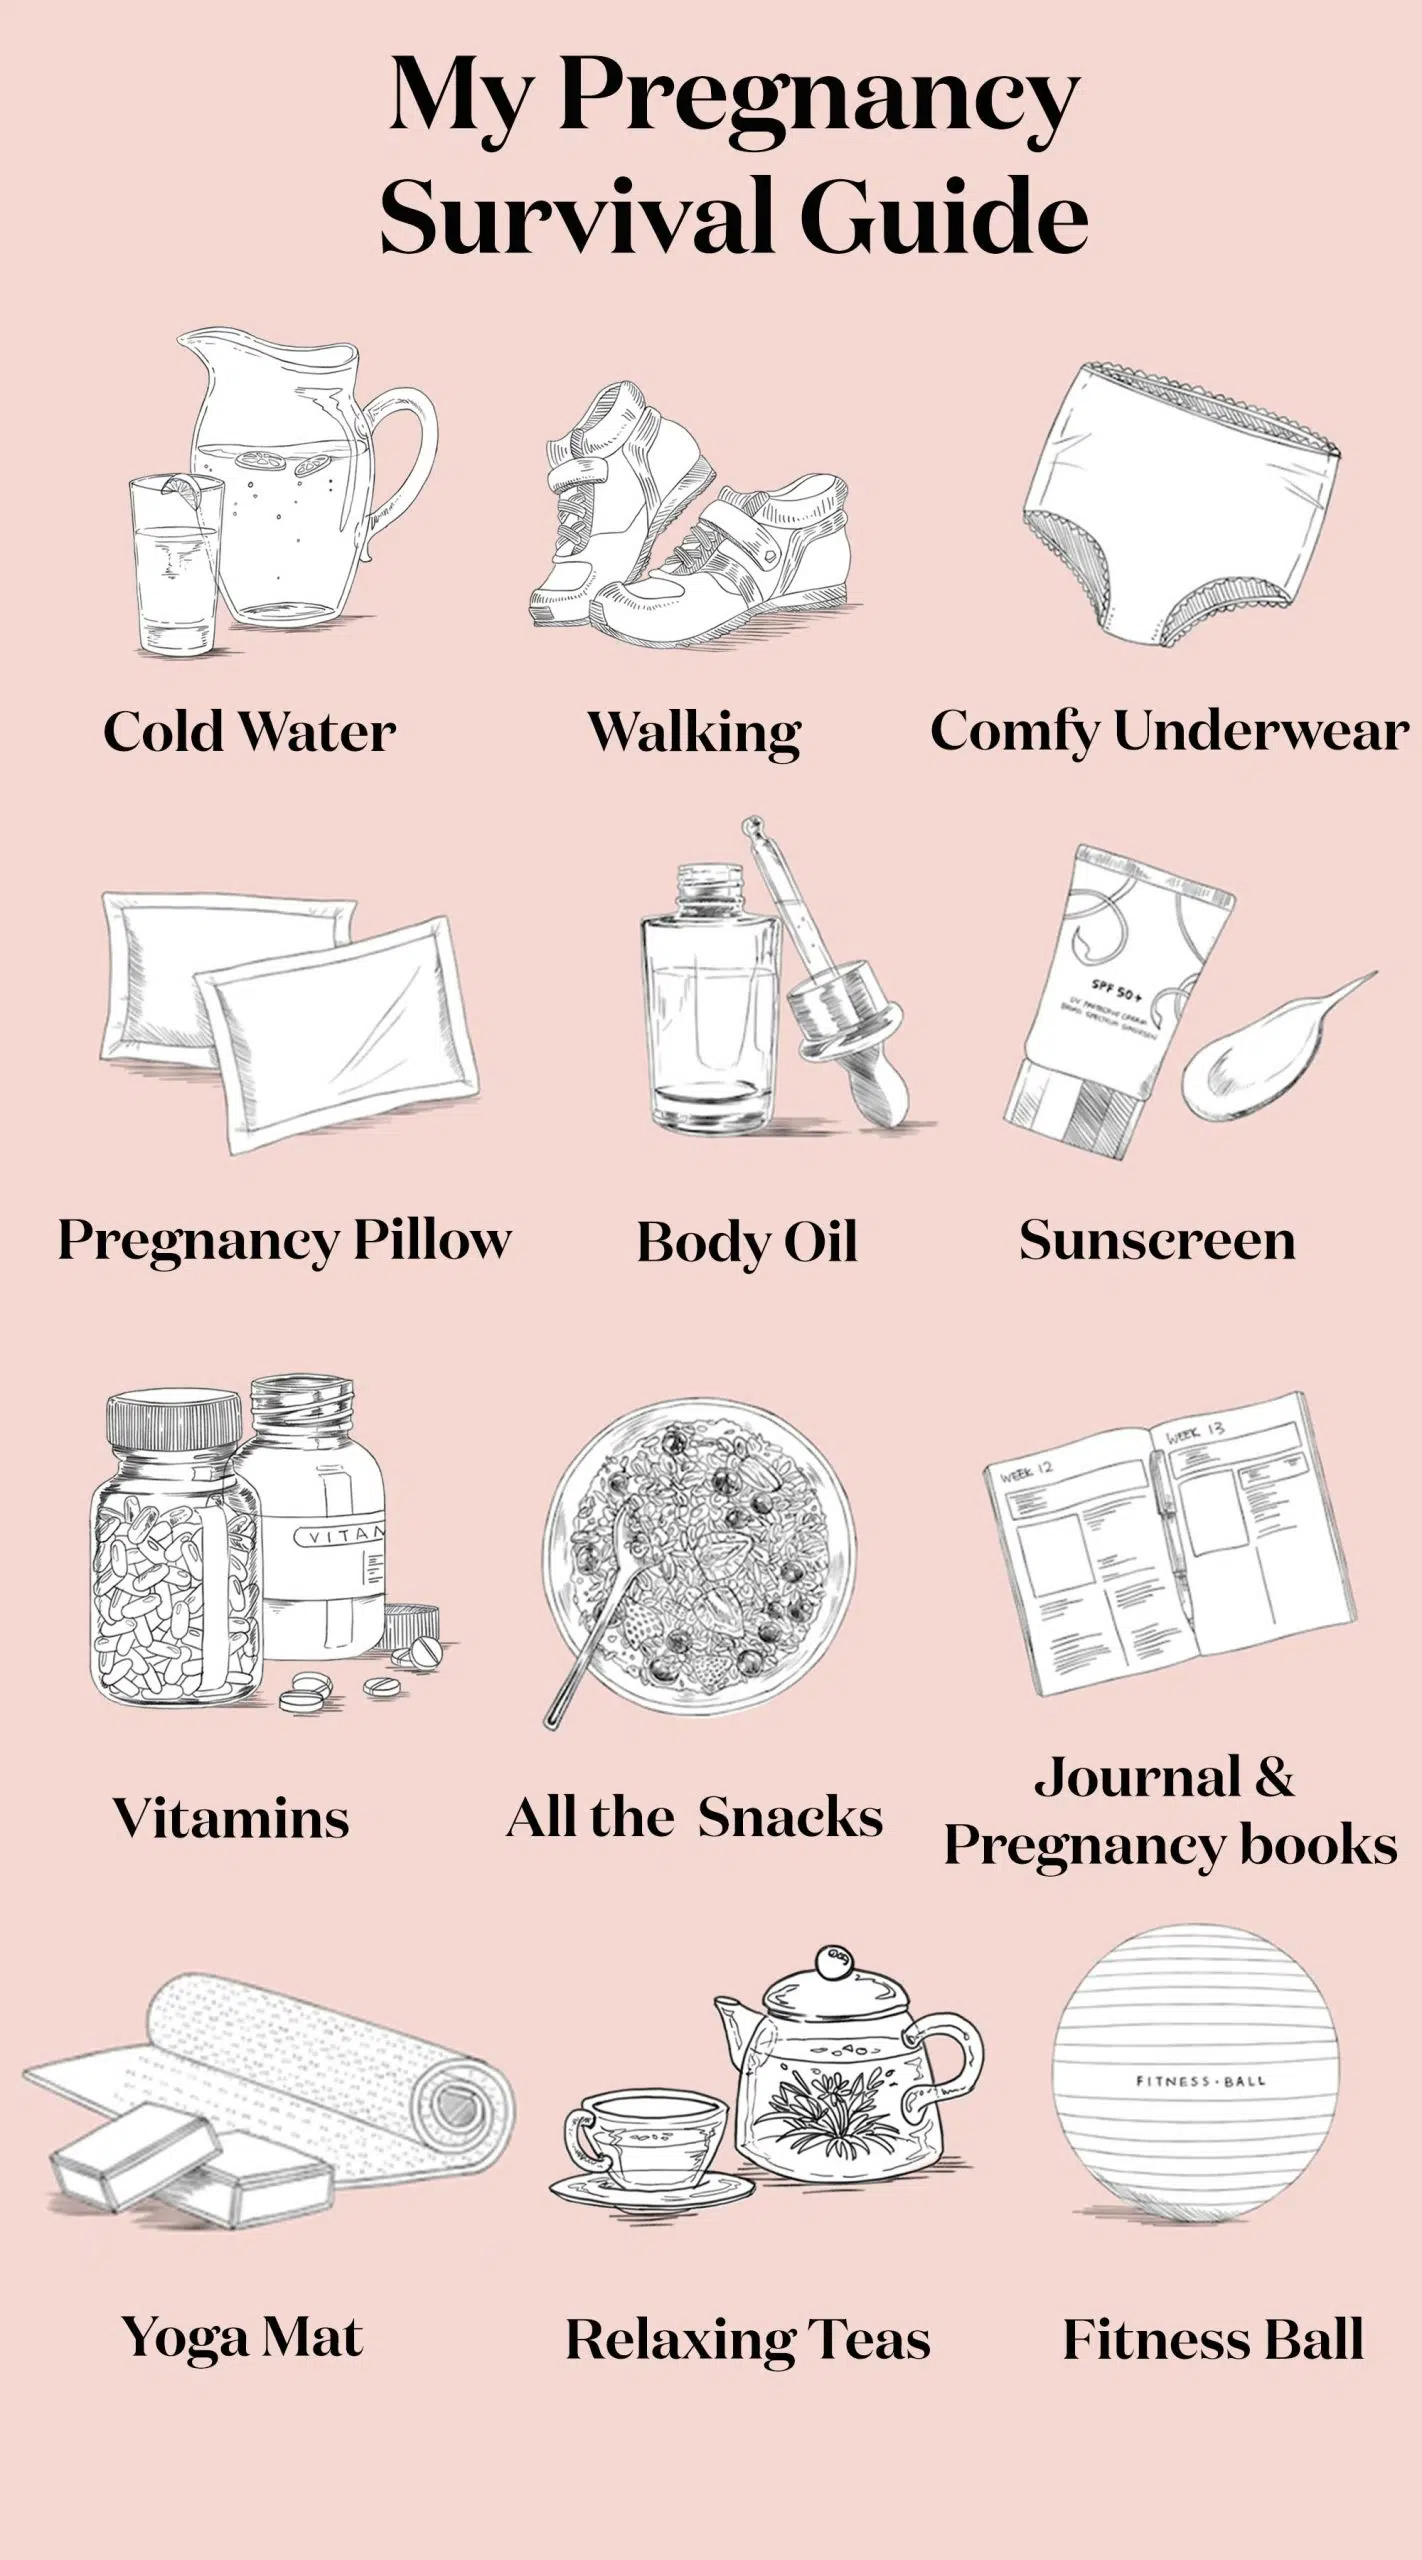 My Pregnancy
Survival Guide
Cold Water
Walking
Comfy Underwear
SPF 50+
Pregnancy Pillow
Body Oil
Sunscreen
VITAM
WEEK 12
WEEK 13
Vitamins
All the Snacks
Journal &
Pregnancy books
FITNESS · BALL
Yoga Mat
Relaxing Teas
Fitness Ball